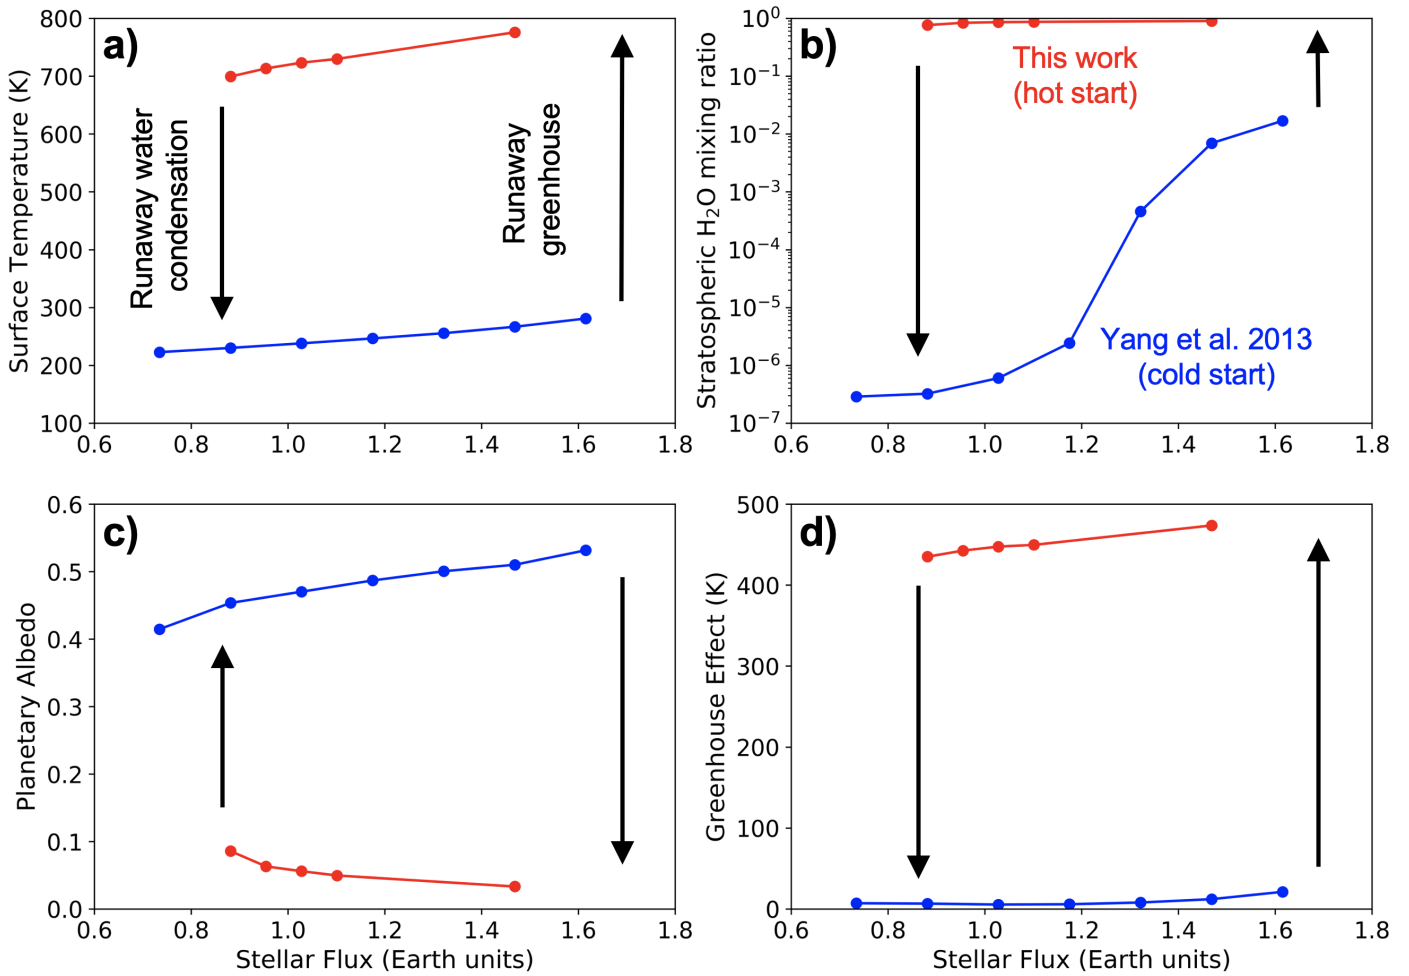 a)
800
700
600
500
400
300
200
100
Surface Temperature (K)
Runaway water
condensation
Runaway
greenhouse
0.6 0.8 1.0 1.2 1.4 1.6 1.8
b)
10⁰
10⁻¹
10⁻²
10⁻³
10⁻⁴
10⁻⁵
10⁻⁶
10⁻⁷
Stratospheric H₂O mixing ratio
This work
(hot start)
Yang et al. 2013
(cold start)
0.6 0.8 1.0 1.2 1.4 1.6 1.8
c)
0.6
0.5
0.4
0.3
0.2
0.1
0.0
Planetary Albedo
0.6 0.8 1.0 1.2 1.4 1.6 1.8
Stellar Flux (Earth units)
d)
500
400
300
200
100
0
Greenhouse Effect (K)
0.6 0.8 1.0 1.2 1.4 1.6 1.8
Stellar Flux (Earth units)